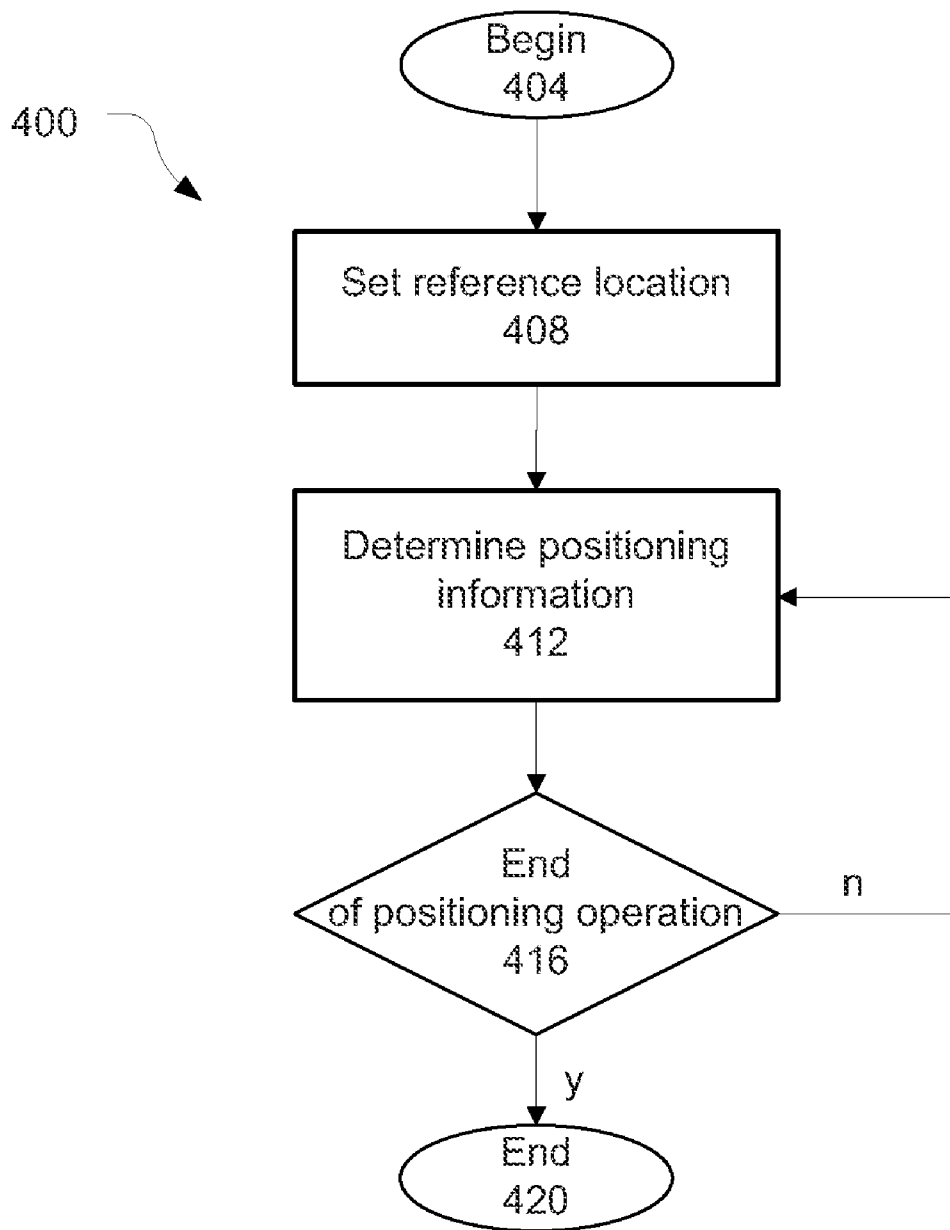 Begin
404
400
Set reference location
408
Determine positioning
information
412
End
of positioning operation
416
n
y
End
420